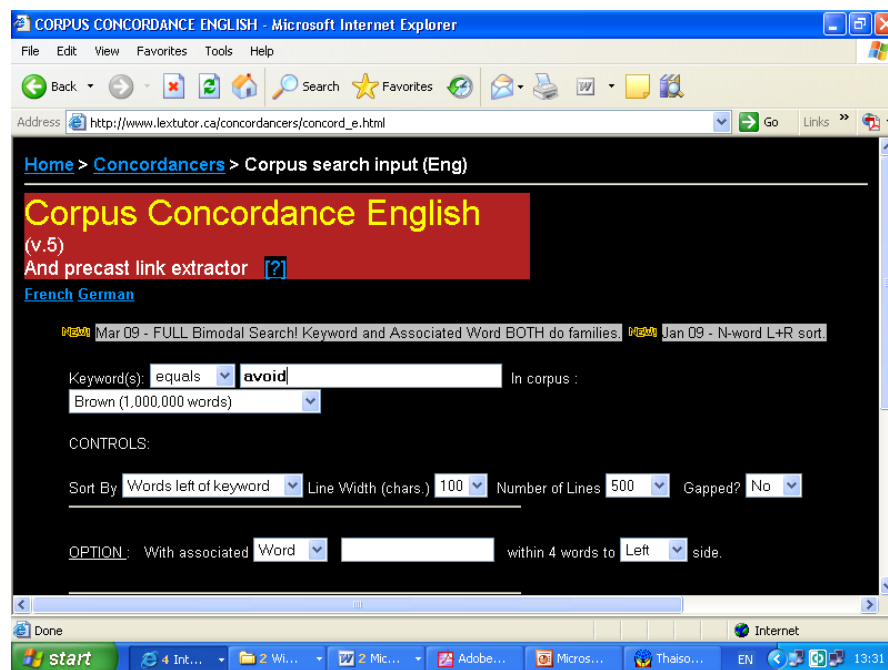 CORPUS CONCORDANCE ENGLISH - Microsoft Internet Explorer
File Edit View Favorites Tools Help
Back Search Favorites
Address http://www.lextutor.ca/concordancers/concord_e.html Go Links »
Home > Concordancers > Corpus search input (Eng)
Corpus Concordance English
(v.5)
And precast link extractor [?]
French German
NEW! Mar 09 - FULL Bimodal Search! Keyword and Associated Word BOTH do families. NEW! Jan 09 - N-word L+R sort.
Keyword(s): equals avoid In corpus :
Brown (1,000,000 words)
CONTROLS:
Sort By Words left of keyword Line Width (chars.) 100 Number of Lines 500 Gapped? No
OPTION : With associated Word within 4 words to Left side.
Done Internet
start 4 Int... 2 Wi... 2 Mic... Adobe... Micros... Thaiso... EN 13:31